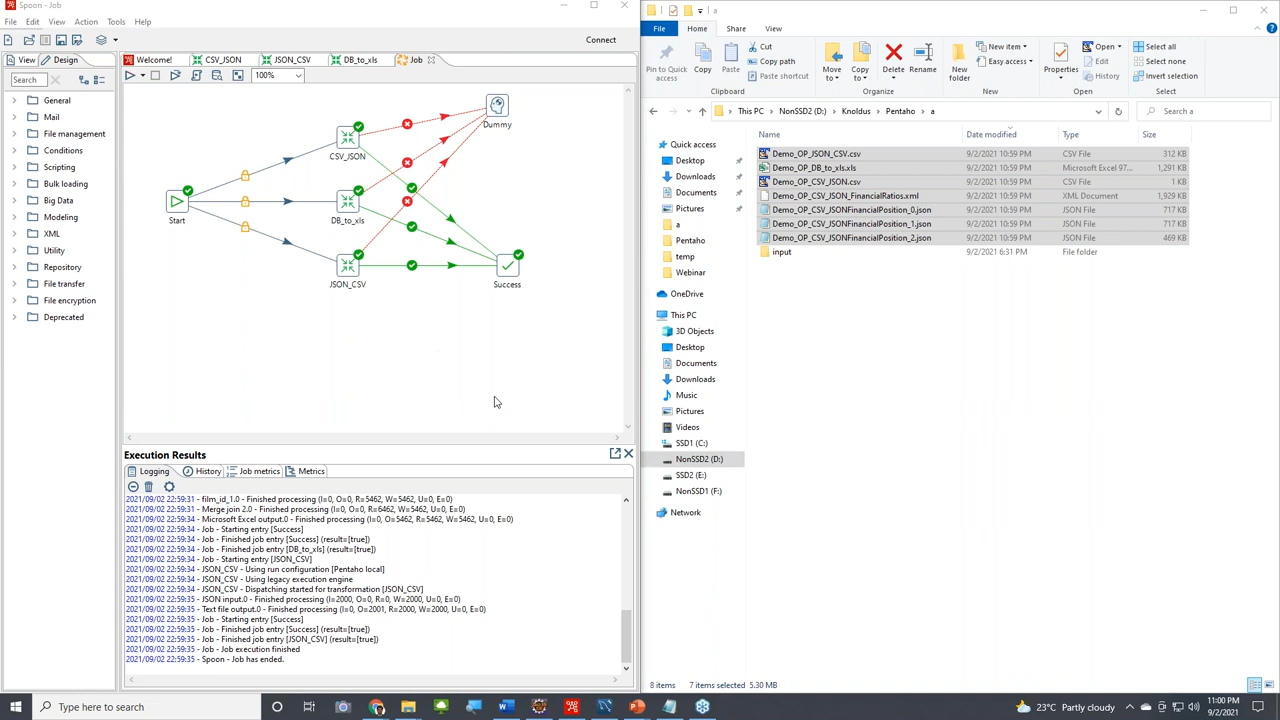 Spoon - Job
File Edit View Action Tools Help
Connect
View Design
Welcome! CSV_JSON JSON_CSV DB_to_xls Job
100%
Search
General
Mail
File management
Conditions
Scripting
Bulk loading
Big Data
Modeling
XML
Utility
Repository
File transfer
File encryption
Deprecated
Dummy
CSV_JSON
Start
DB_to_xls
JSON_CSV
Success
Execution Results
Logging History Job metrics Metrics
2021/09/02 22:59:31 - film_id_1.0 - Finished processing (I=0, O=0, R=5462, W=5462, U=0, E=0)
2021/09/02 22:59:31 - Merge join 2.0 - Finished processing (I=0, O=0, R=6462, W=5462, U=0, E=0)
2021/09/02 22:59:34 - Microsoft Excel output.0 - Finished processing (I=0, O=5462, R=5462, W=5462, U=0, E=0)
2021/09/02 22:59:34 - Job - Starting entry [Success]
2021/09/02 22:59:34 - Job - Finished job entry [Success] (result=[true])
2021/09/02 22:59:34 - Job - Finished job entry [DB_to_xls] (result=[true])
2021/09/02 22:59:34 - Job - Starting entry [JSON_CSV]
2021/09/02 22:59:34 - JSON_CSV - Using run configuration [Pentaho local]
2021/09/02 22:59:34 - JSON_CSV - Using legacy execution engine
2021/09/02 22:59:34 - JSON_CSV - Dispatching started for transformation [JSON_CSV]
2021/09/02 22:59:35 - JSON input.0 - Finished processing (I=2000, O=0, R=0, W=2000, U=0, E=0)
2021/09/02 22:59:35 - Text file output.0 - Finished processing (I=0, O=2001, R=2000, W=2000, U=0, E=0)
2021/09/02 22:59:35 - Job - Starting entry [Success]
2021/09/02 22:59:35 - Job - Finished job entry [Success] (result=[true])
2021/09/02 22:59:35 - Job - Finished job entry [JSON_CSV] (result=[true])
2021/09/02 22:59:35 - Job - Job execution finished
2021/09/02 22:59:35 - Spoon - Job has ended.
a
File Home Share View
Pin to Quick access
Copy
Paste
Cut
Copy path
Paste shortcut
Clipboard
Move to
Copy to
Delete
Rename
Organize
New folder
New item
Easy access
New
Properties
Open
Edit
History
Open
Select all
Select none
Invert selection
Select
This PC NonSSD2 (D:) Knoldus Pentaho a
Search a
Name Date modified Type Size
Demo_OP_JSON_CSV.csv 9/2/2021 10:59 PM CSV File 312 KB
Demo_OP_DB_to_xls.xls 9/2/2021 10:59 PM Microsoft Excel 97... 1,291 KB
Demo_OP_CSV_JSON.csv 9/2/2021 10:59 PM CSV File 1 KB
Demo_OP_CSV_JSON_FinancialRatios.xml 9/2/2021 10:59 PM XML Document 1,929 KB
Demo_OP_CSV_JSONFinancialPosition_0.json 9/2/2021 10:59 PM JSON File 717 KB
Demo_OP_CSV_JSONFinancialPosition_1.json 9/2/2021 10:59 PM JSON File 717 KB
Demo_OP_CSV_JSONFinancialPosition_2.json 9/2/2021 10:59 PM JSON File 469 KB
input 9/2/2021 6:31 PM File folder
Quick access
Desktop
Downloads
Documents
Pictures
a
Pentaho
temp
Webinar
OneDrive
This PC
3D Objects
Desktop
Documents
Downloads
Music
Pictures
Videos
SSD1 (C:)
NonSSD2 (D:)
SSD2 (E:)
NonSSD1 (F:)
Network
8 items 7 items selected 5.30 MB
Type here to search
23°C Partly cloudy
11:00 PM
9/2/2021